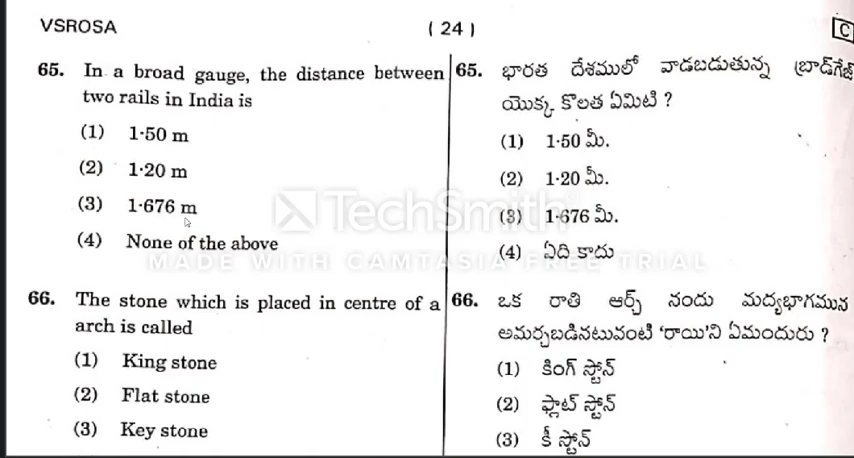 VSROSA
( 24 )
C
65. In a broad gauge, the distance between
two rails in India is
(1) 1·50 m
(2) 1·20 m
(3) 1·676 m
(4) None of the above
66. The stone which is placed in centre of a
arch is called
(1) King stone
(2) Flat stone
(3) Key stone
65. భారత దేశములో వాడబడుతున్న బ్రాడ్‌గేజ్
యొక్క కొలత ఏమిటి ?
(1) 1·50 మీ.
(2) 1·20 మీ.
(3) 1·676 మీ.
(4) ఏది కాదు
66. ఒక రాతి ఆర్చ్ నందు మద్యభాగమున
అమర్చబడినటువంటి ‘రాయి’ని ఏమందురు ?
(1) కింగ్ స్టోన్
(2) ఫ్లాట్ స్టోన్
(3) కీ స్టోన్
TechSmith
MADE WITH CAMTASIA FREE TRIAL